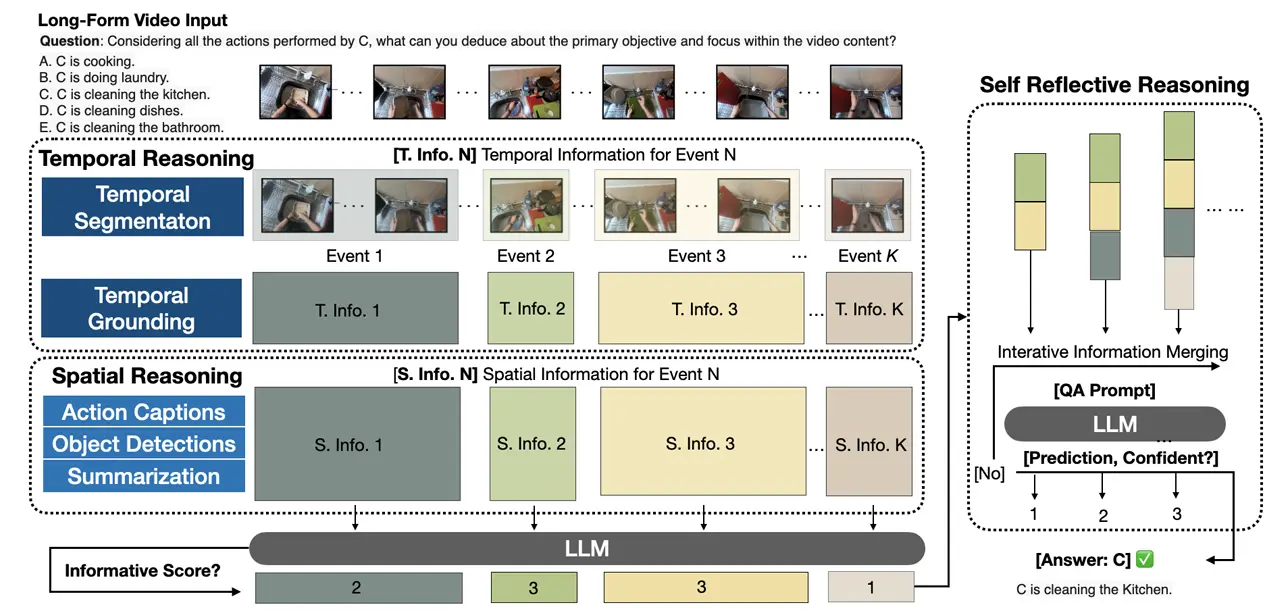 Long-Form Video Input
Question: Considering all the actions performed by C, what can you deduce about the primary objective and focus within the video content?
A. C is cooking.
B. C is doing laundry.
C. C is cleaning the kitchen.
D. C is cleaning dishes.
E. C is cleaning the bathroom.
... ... ... ... ...
Temporal Reasoning
[T. Info. N] Temporal Information for Event N
Temporal
Segmentaton
... ... ... ... ... ...
Event 1 Event 2 Event 3 ... Event K
Temporal
Grounding
T. Info. 1 T. Info. 2 T. Info. 3 ... T. Info. K
Spatial Reasoning
[S. Info. N] Spatial Information for Event N
Action Captions
Object Detections
Summarization
S. Info. 1 S. Info. 2 S. Info. 3 ... S. Info. K
LLM
Informative Score?
2 3 3 1
Self Reflective Reasoning
... ...
Interative Information Merging
[QA Prompt]
LLM
...
[Prediction, Confident?]
[No]
1 2 3
[Answer: C] ✅
C is cleaning the Kitchen.